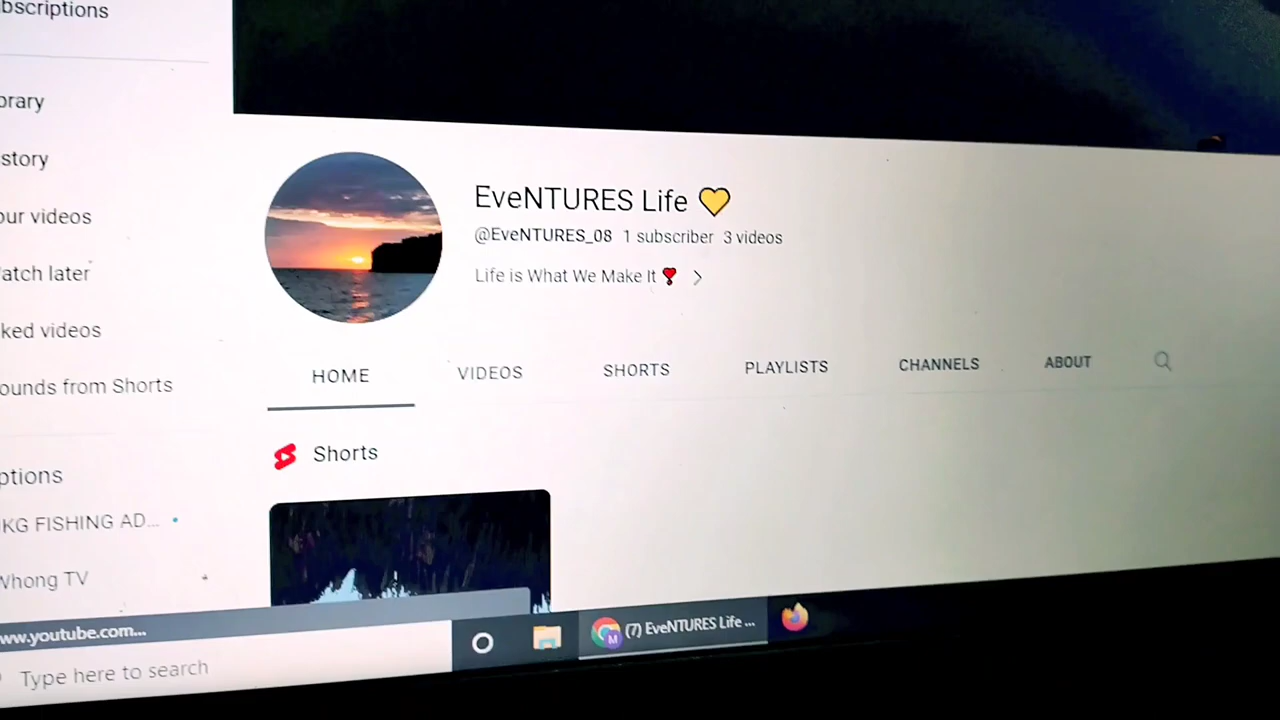 bscriptions
brary
story
our videos
atch later
ked videos
ounds from Shorts
ptions
KG FISHING AD...
Whong TV
EveNTURES Life 💛
@EveNTURES_08 1 subscriber 3 videos
Life is What We Make It ❣ >
HOME VIDEOS SHORTS PLAYLISTS CHANNELS ABOUT
Shorts
ww.youtube.com...
Type here to search
M (7) EveNTURES Life ...